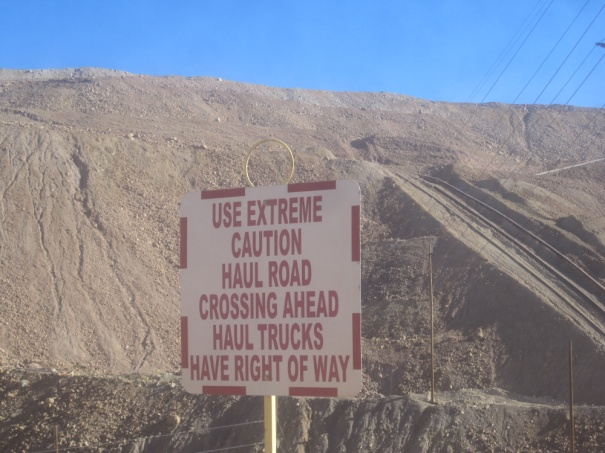 USE EXTREME
CAUTION
HAUL ROAD
CROSSING AHEAD
HAUL TRUCKS
HAVE RIGHT OF WAY